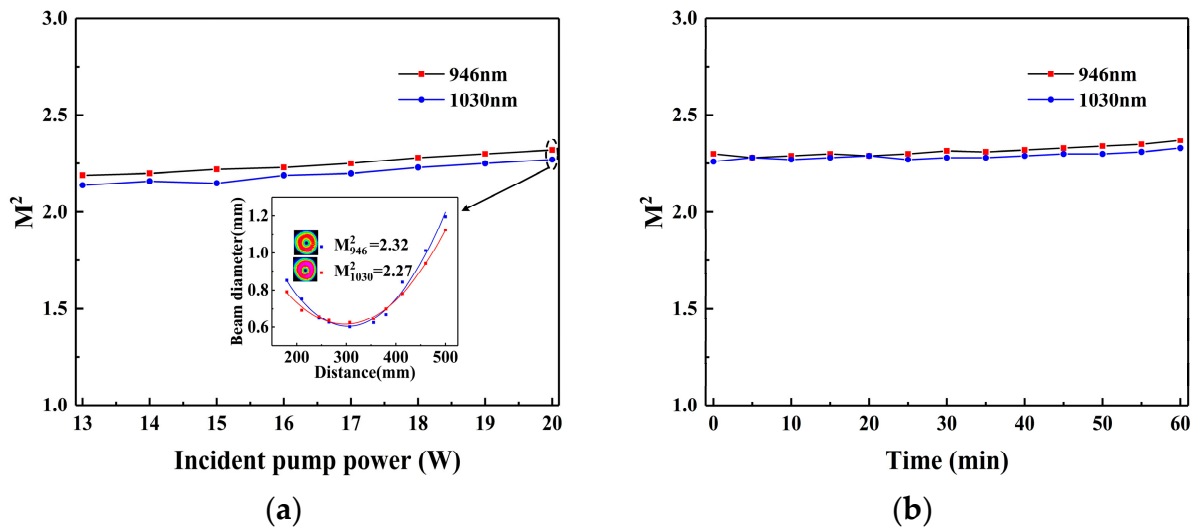 3.0
2.5
2.0
1.5
1.0
M²
946nm
1030nm
1.2
1.0
0.8
0.6
Beam diameter(mm)
M²₉₄₆=2.32
M²₁₀₃₀=2.27
200 300 400 500
Distance(mm)
13 14 15 16 17 18 19 20
Incident pump power (W)
(a)
3.0
2.5
2.0
1.5
1.0
M²
946nm
1030nm
0 10 20 30 40 50 60
Time (min)
(b)